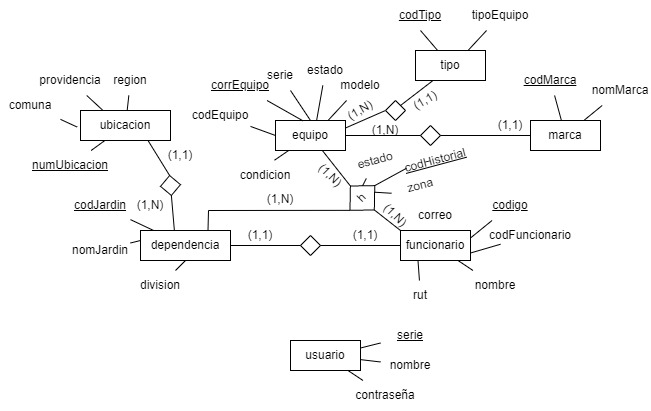 codTipo
tipoEquipo
tipo
providencia
region
comuna
ubicacion
numUbicacion
serie
estado
corrEquipo
modelo
codEquipo
equipo
condicion
codMarca
nomMarca
marca
(1,N)
(1,1)
(1,N)
(1,1)
(1,1)
(1,N)
(1,N)
estado
codHistorial
zona
h
(1,N)
(1,N)
codJardin
nomJardin
dependencia
division
(1,1)
(1,1)
correo
codigo
codFuncionario
funcionario
nombre
rut
serie
usuario
nombre
contraseña